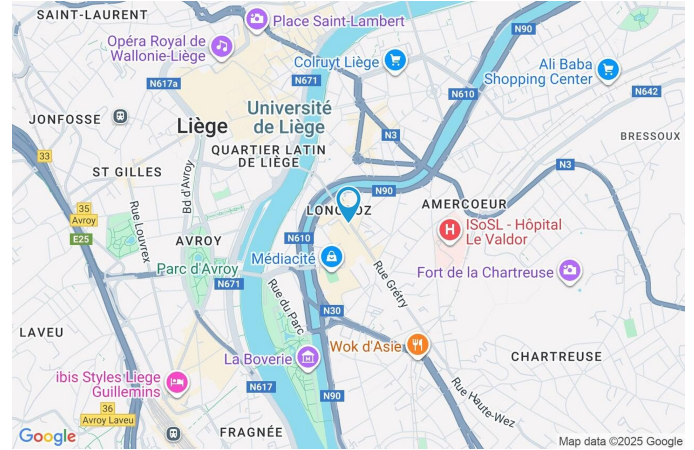 SAINT-LAURENT
Place Saint-Lambert
Opéra Royal de
Wallonie-Liège
N671
Colruyt Liège
N90
Ali Baba
Shopping Center
N617a
N610
N642
Université
de Liège
JONFOSSE
Liège
N3
BRESSOUX
QUARTIER LATIN
DE LIÈGE
33
ST GILLES
Bd d'Avroy
N3
N90
Rue Louvrex
35
Avroy
E25
LONGDOZ
AMERCOEUR
ISoSL - Hôpital
Le Valdor
AVROY
N610
Médiacité
Parc d'Avroy
N671
Rue du Parc
Rue Grétry
Fort de la Chartreuse
N30
LAVEU
Wok d'Asie
CHARTREUSE
La Boverie
ibis Styles Liege
Guillemins
N617
N90
Rue Haute-Wez
36
Avroy Laveu
FRAGNÉE
Google
Map data ©2025 Google